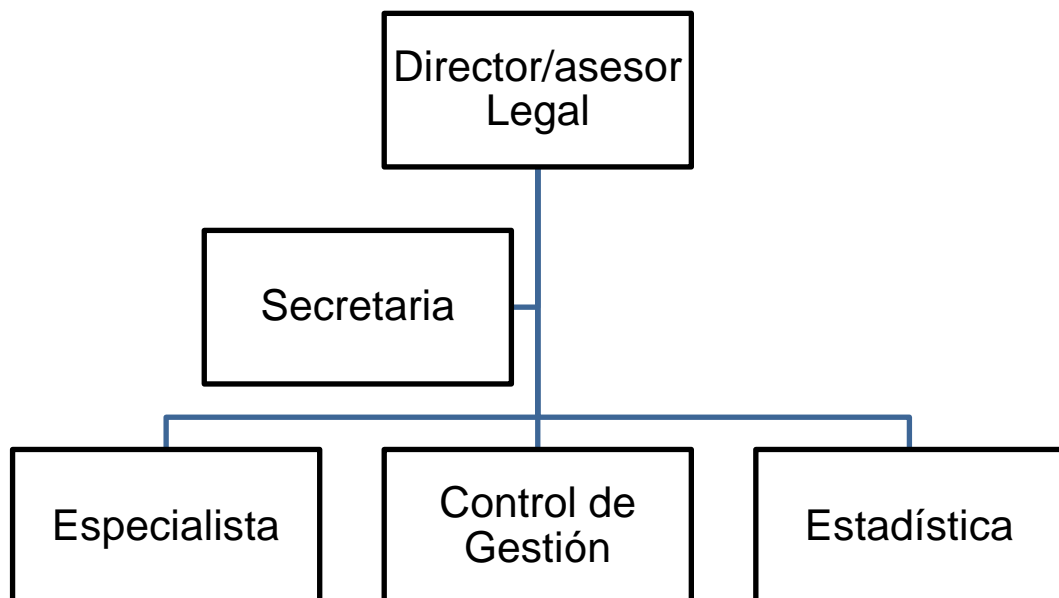 Director/asesor
Legal
Secretaria
Especialista
Control de
Gestión
Estadística